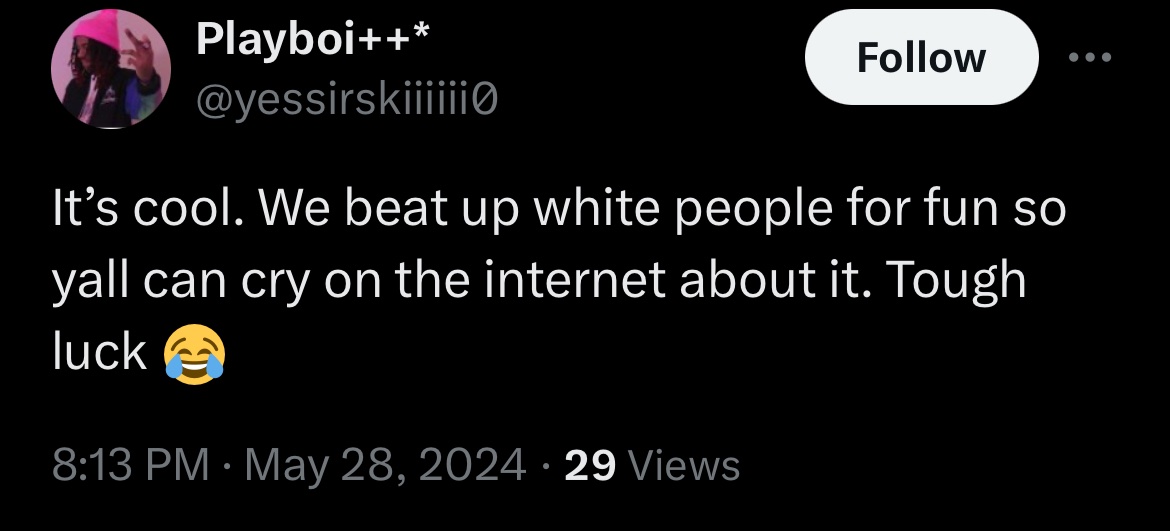 Playboi++*
@yessirskiiiiii0
Follow
It’s cool. We beat up white people for fun so
yall can cry on the internet about it. Tough
luck 😂
8:13 PM · May 28, 2024 · 29 Views